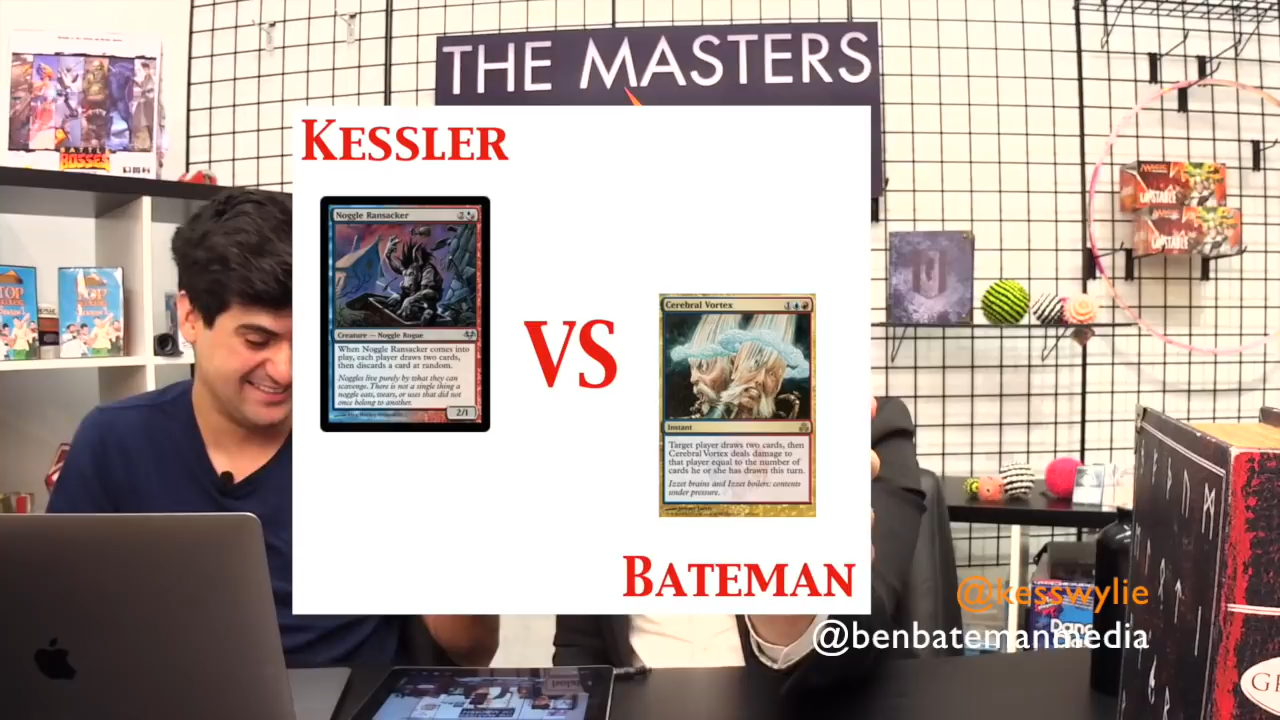 THE MASTERS
BATTLE
BOSSES
KESSLER
Noggle Ransacker
Creature — Noggle Rogue
When Noggle Ransacker comes into
play, each player draws two cards,
then discards a card at random.
Noggles live purely by what they can
scavenge. There is not a single thing a
noggle eats, wears, or uses that did not
once belong to another.
2/1
VS
Cerebral Vortex
Instant
Target player draws two cards, then
Cerebral Vortex deals damage to
that player equal to the number of
cards he or she has drawn this turn.
Izzet brains and Izzet boilers: contents
under pressure.
BATEMAN
UNSTABLE
UNSTABLE
@kesswylie
@benbatemanmedia